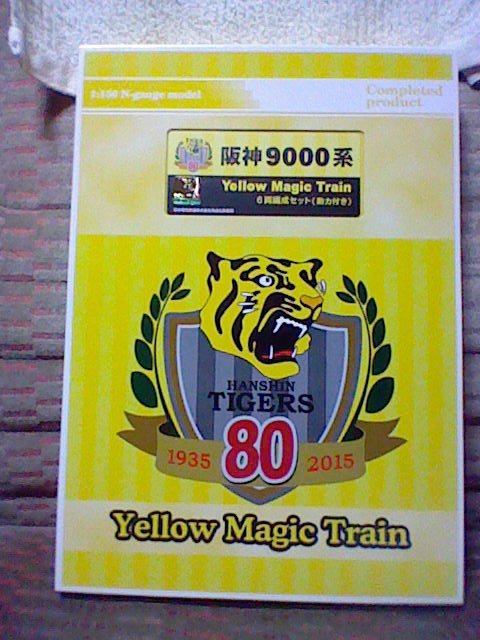 1:150 N-gauge model
Completed
product
80
阪神9000系
Yellow Magic Train
6両編成セット(動力付き)
HANSHIN
TIGERS
1935 80 2015
Yellow Magic Train